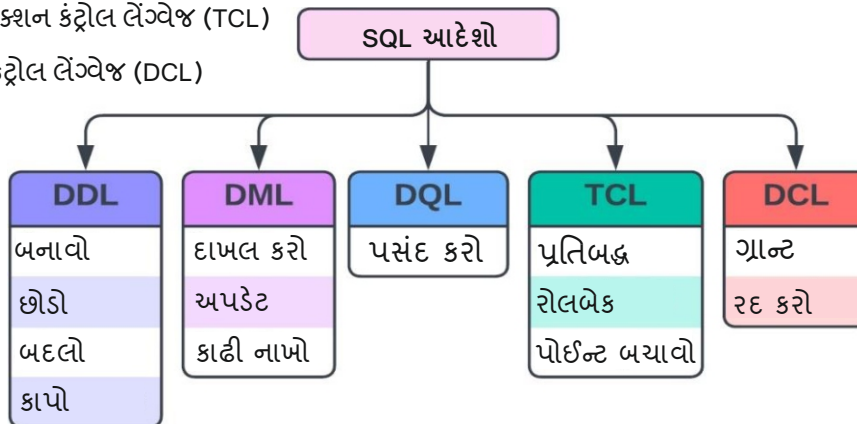 ક્શન કંટ્રોલ લેંગ્વેજ (TCL)
કંટ્રોલ લેંગ્વેજ (DCL)
SQL આદેશો
DDL
બનાવો
છોડો
બદલો
કાપો
DML
દાખલ કરો
અપડેટ
કાઢી નાખો
DQL
પસંદ કરો
TCL
પ્રતિબદ્ધ
રોલબેક
પોઈન્ટ બચાવો
DCL
ગ્રાન્ટ
રદ કરો